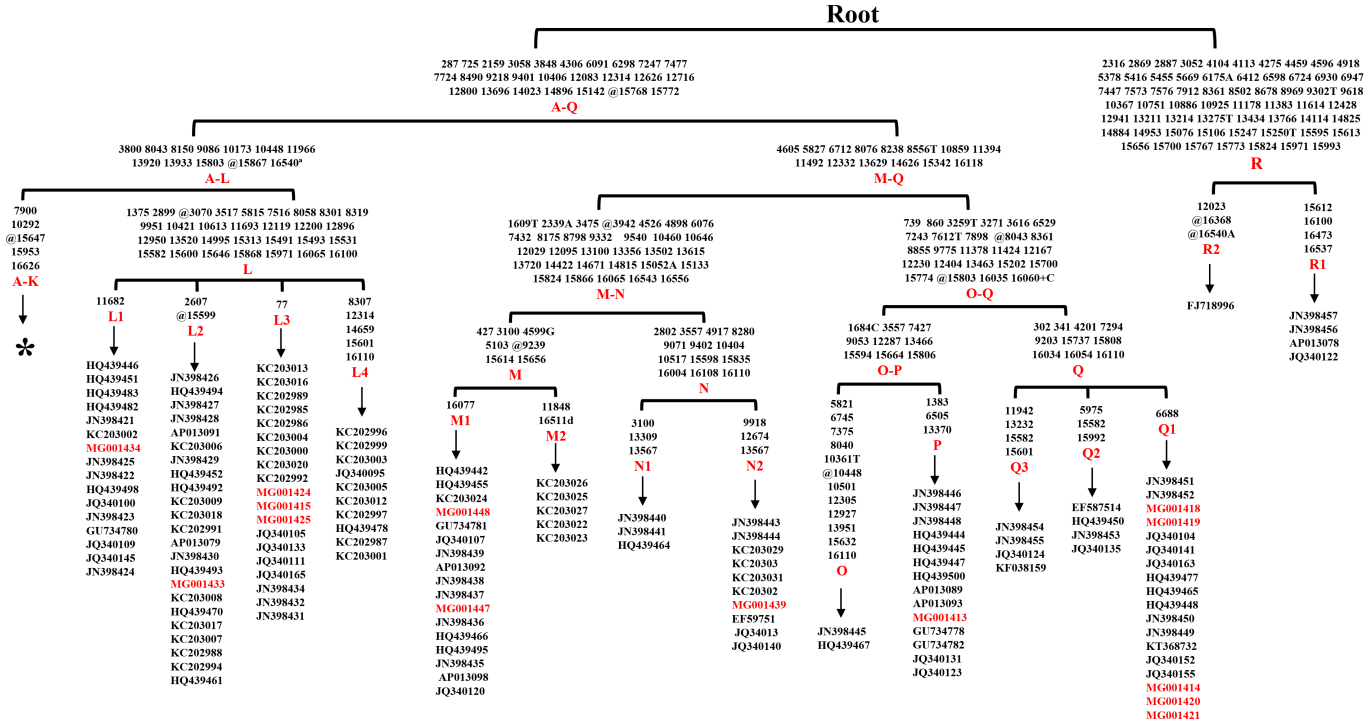 Root
287 725 2159 3058 3848 4306 6091 6298 7247 7477
7724 8490 9218 9401 10406 12083 12314 12626 12716
12800 13696 14023 14896 15142 @15768 15772
A-Q
2316 2869 2887 3052 4104 4113 4275 4459 4596 4918
5378 5416 5455 5669 6175A 6412 6598 6724 6930 6947
7447 7573 7576 7912 8361 8502 8678 8969 9302T 9618
10367 10751 10886 10925 11178 11383 11614 12428
12941 13211 13214 13275T 13434 13766 14114 14825
14884 14953 15076 15106 15247 15250T 15595 15613
15656 15700 15767 15773 15824 15971 15993
R
3800 8043 8150 9086 10173 10448 11966
13920 13933 15803 @15867 16540ª
A-L
4605 5827 6712 8076 8238 8556T 10859 11394
11492 12332 13629 14626 15342 16118
M-Q
7900
10292
@15647
15953
16626
A-K
*
1375 2899 @3070 3517 5815 7516 8058 8301 8319
9951 10421 10613 11693 12119 12200 12896
12950 13520 14995 15313 15491 15493 15531
15582 15600 15646 15868 15971 16065 16100
L
1609T 2339A 3475 @3942 4526 4898 6076
7432 8175 8798 9332 9540 10460 10646
12029 12095 13100 13356 13502 13615
13720 14422 14671 14815 15052A 15133
15824 15866 16065 16543 16556
M-N
739 860 3259T 3271 3616 6529
7243 7612T 7898 @8043 8361
8855 9775 11378 11424 12167
12230 12404 13463 15202 15700
15774 @15803 16035 16060+C
O-Q
12023
@16368
@16540A
R2
FJ718996
15612
16100
16473
16537
R1
JN398457
JN398456
AP013078
JQ340122
11682
L1
HQ439446
HQ439451
HQ439483
HQ439482
JN398421
KC203002
MG001434
JN398425
JN398422
HQ439498
JQ340100
JN398423
GU734780
JQ340109
JQ340145
JN398424
2607
@15599
L2
JN398426
HQ439494
JN398427
JN398428
AP013091
KC203006
JN398429
HQ439452
HQ439492
KC203009
KC203018
KC202991
AP013079
JN398430
HQ439493
MG001433
KC203008
HQ439470
KC203017
KC203007
KC202988
KC202994
HQ439461
77
L3
KC203013
KC203016
KC202989
KC202985
KC202986
KC203004
KC203000
KC203020
KC202992
MG001424
MG001415
MG001425
JQ340105
JQ340133
JQ340111
JQ340165
JN398434
JN398432
JN398431
8307
12314
14659
15601
16110
L4
KC202996
KC202999
KC203003
JQ340095
KC203005
KC203012
KC202997
HQ439478
KC202987
KC203001
427 3100 4599G
5103 @9239
15614 15656
M
2802 3557 4917 8280
9071 9402 10404
10517 15598 15835
16004 16108 16110
N
1684C 3557 7427
9053 12287 13466
15594 15664 15806
O-P
302 341 4201 7294
9203 15737 15808
16034 16054 16110
Q
16077
M1
HQ439442
HQ439455
KC203024
MG001448
GU734781
JQ340107
JN398439
AP013092
JN398438
JN398437
MG001447
JN398436
HQ439466
HQ439495
JN398435
AP013098
JQ340120
11848
16511d
M2
KC203026
KC203025
KC203027
KC203022
KC203023
3100
13309
13567
N1
JN398440
JN398441
HQ439464
9918
12674
13567
N2
JN398443
JN398444
KC203029
KC20303
KC203031
KC20302
MG001439
EF59751
JQ34013
JQ340140
5821
6745
7375
8040
10361T
@10448
10501
12305
12927
13951
15632
16110
O
JN398445
HQ439467
1383
6505
13370
P
JN398446
JN398447
JN398448
HQ439444
HQ439445
HQ439447
HQ439500
AP013089
AP013093
MG001413
GU734778
GU734782
JQ340131
JQ340123
11942
13232
15582
15601
Q3
JN398454
JN398455
JQ340124
KF038159
5975
15582
15992
Q2
EF587514
HQ439450
JN398453
JQ340135
6688
Q1
JN398451
JN398452
MG001418
MG001419
JQ340104
JQ340141
JQ340163
HQ439477
HQ439465
HQ439448
JN398450
JN398449
KT368732
JQ340152
JQ340155
MG001414
MG001420
MG001421